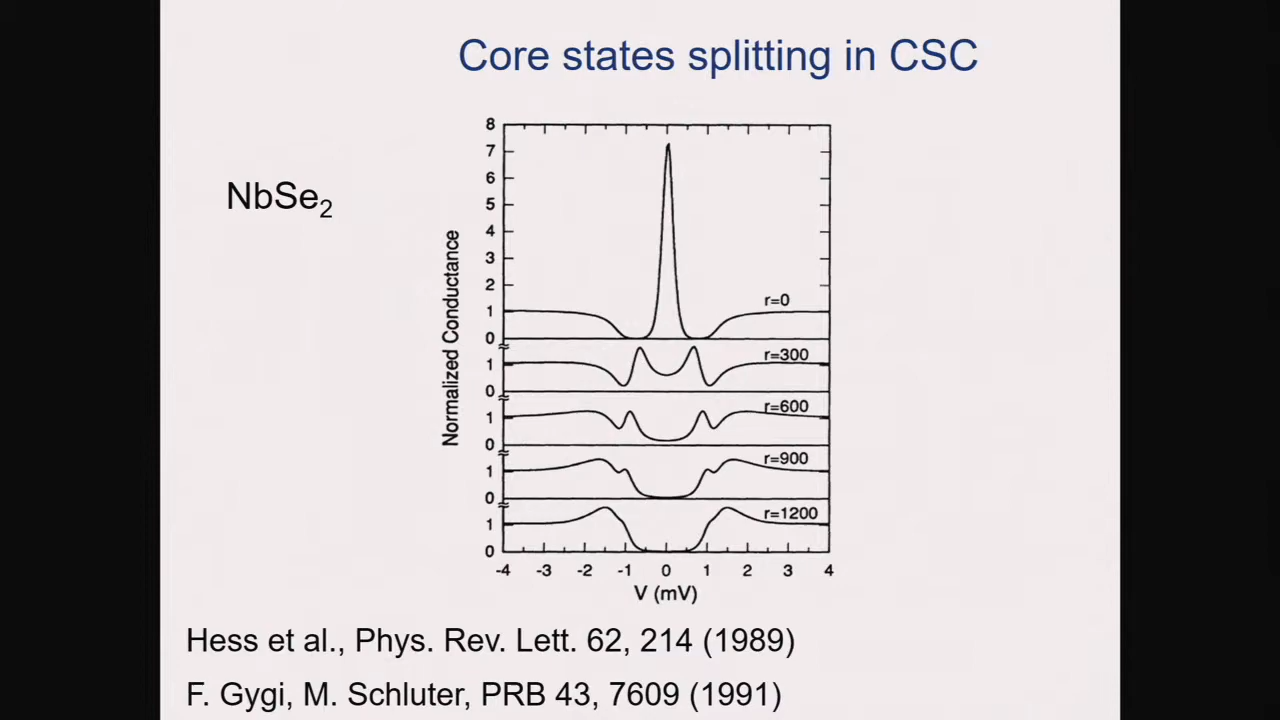 Core states splitting in CSC
NbSe2
Normalized Conductance
8
7
6
5
4
3
2
1
0
r=0
1
0
r=300
1
0
r=600
1
0
r=900
1
0
r=1200
-4 -3 -2 -1 0 1 2 3 4
V (mV)
Hess et al., Phys. Rev. Lett. 62, 214 (1989)
F. Gygi, M. Schluter, PRB 43, 7609 (1991)